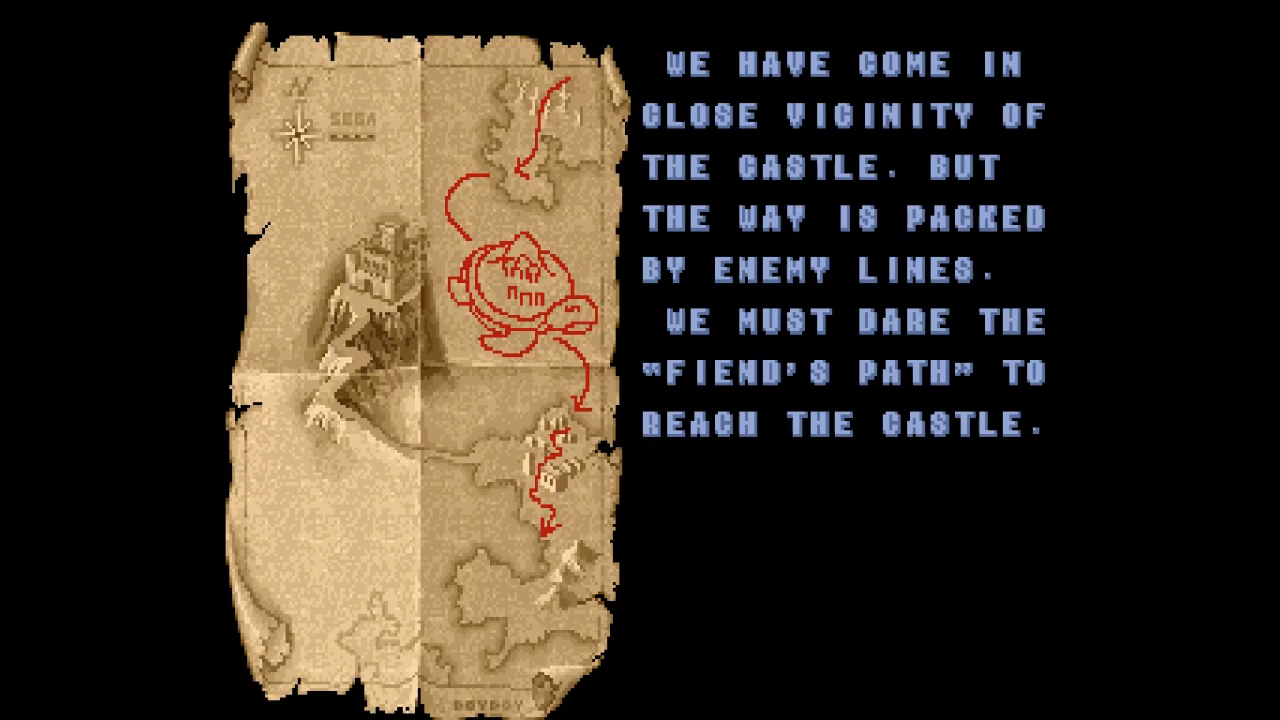 N
SEGA
WE HAVE COME IN
CLOSE VICINITY OF
THE CASTLE. BUT
THE WAY IS PACKED
BY ENEMY LINES.
WE MUST DARE THE
"FIEND'S PATH" TO
REACH THE CASTLE.